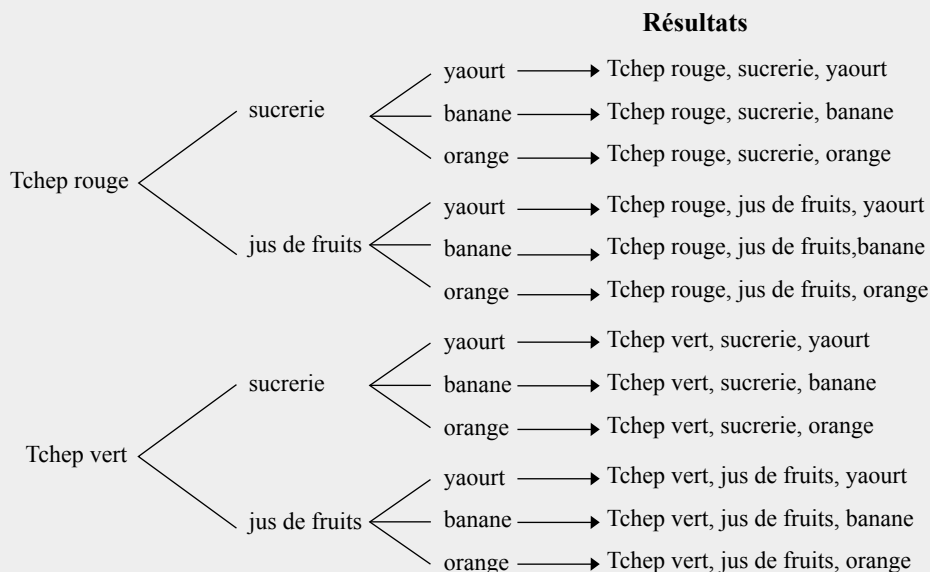 Résultats
yaourt Tchep rouge, sucrerie, yaourt
sucrerie
banane Tchep rouge, sucrerie, banane
orange Tchep rouge, sucrerie, orange
Tchep rouge
yaourt Tchep rouge, jus de fruits, yaourt
jus de fruits
banane Tchep rouge, jus de fruits,banane
orange Tchep rouge, jus de fruits, orange
yaourt Tchep vert, sucrerie, yaourt
sucrerie
banane Tchep vert, sucrerie, banane
orange Tchep vert, sucrerie, orange
Tchep vert
yaourt Tchep vert, jus de fruits, yaourt
jus de fruits
banane Tchep vert, jus de fruits, banane
orange Tchep vert, jus de fruits, orange